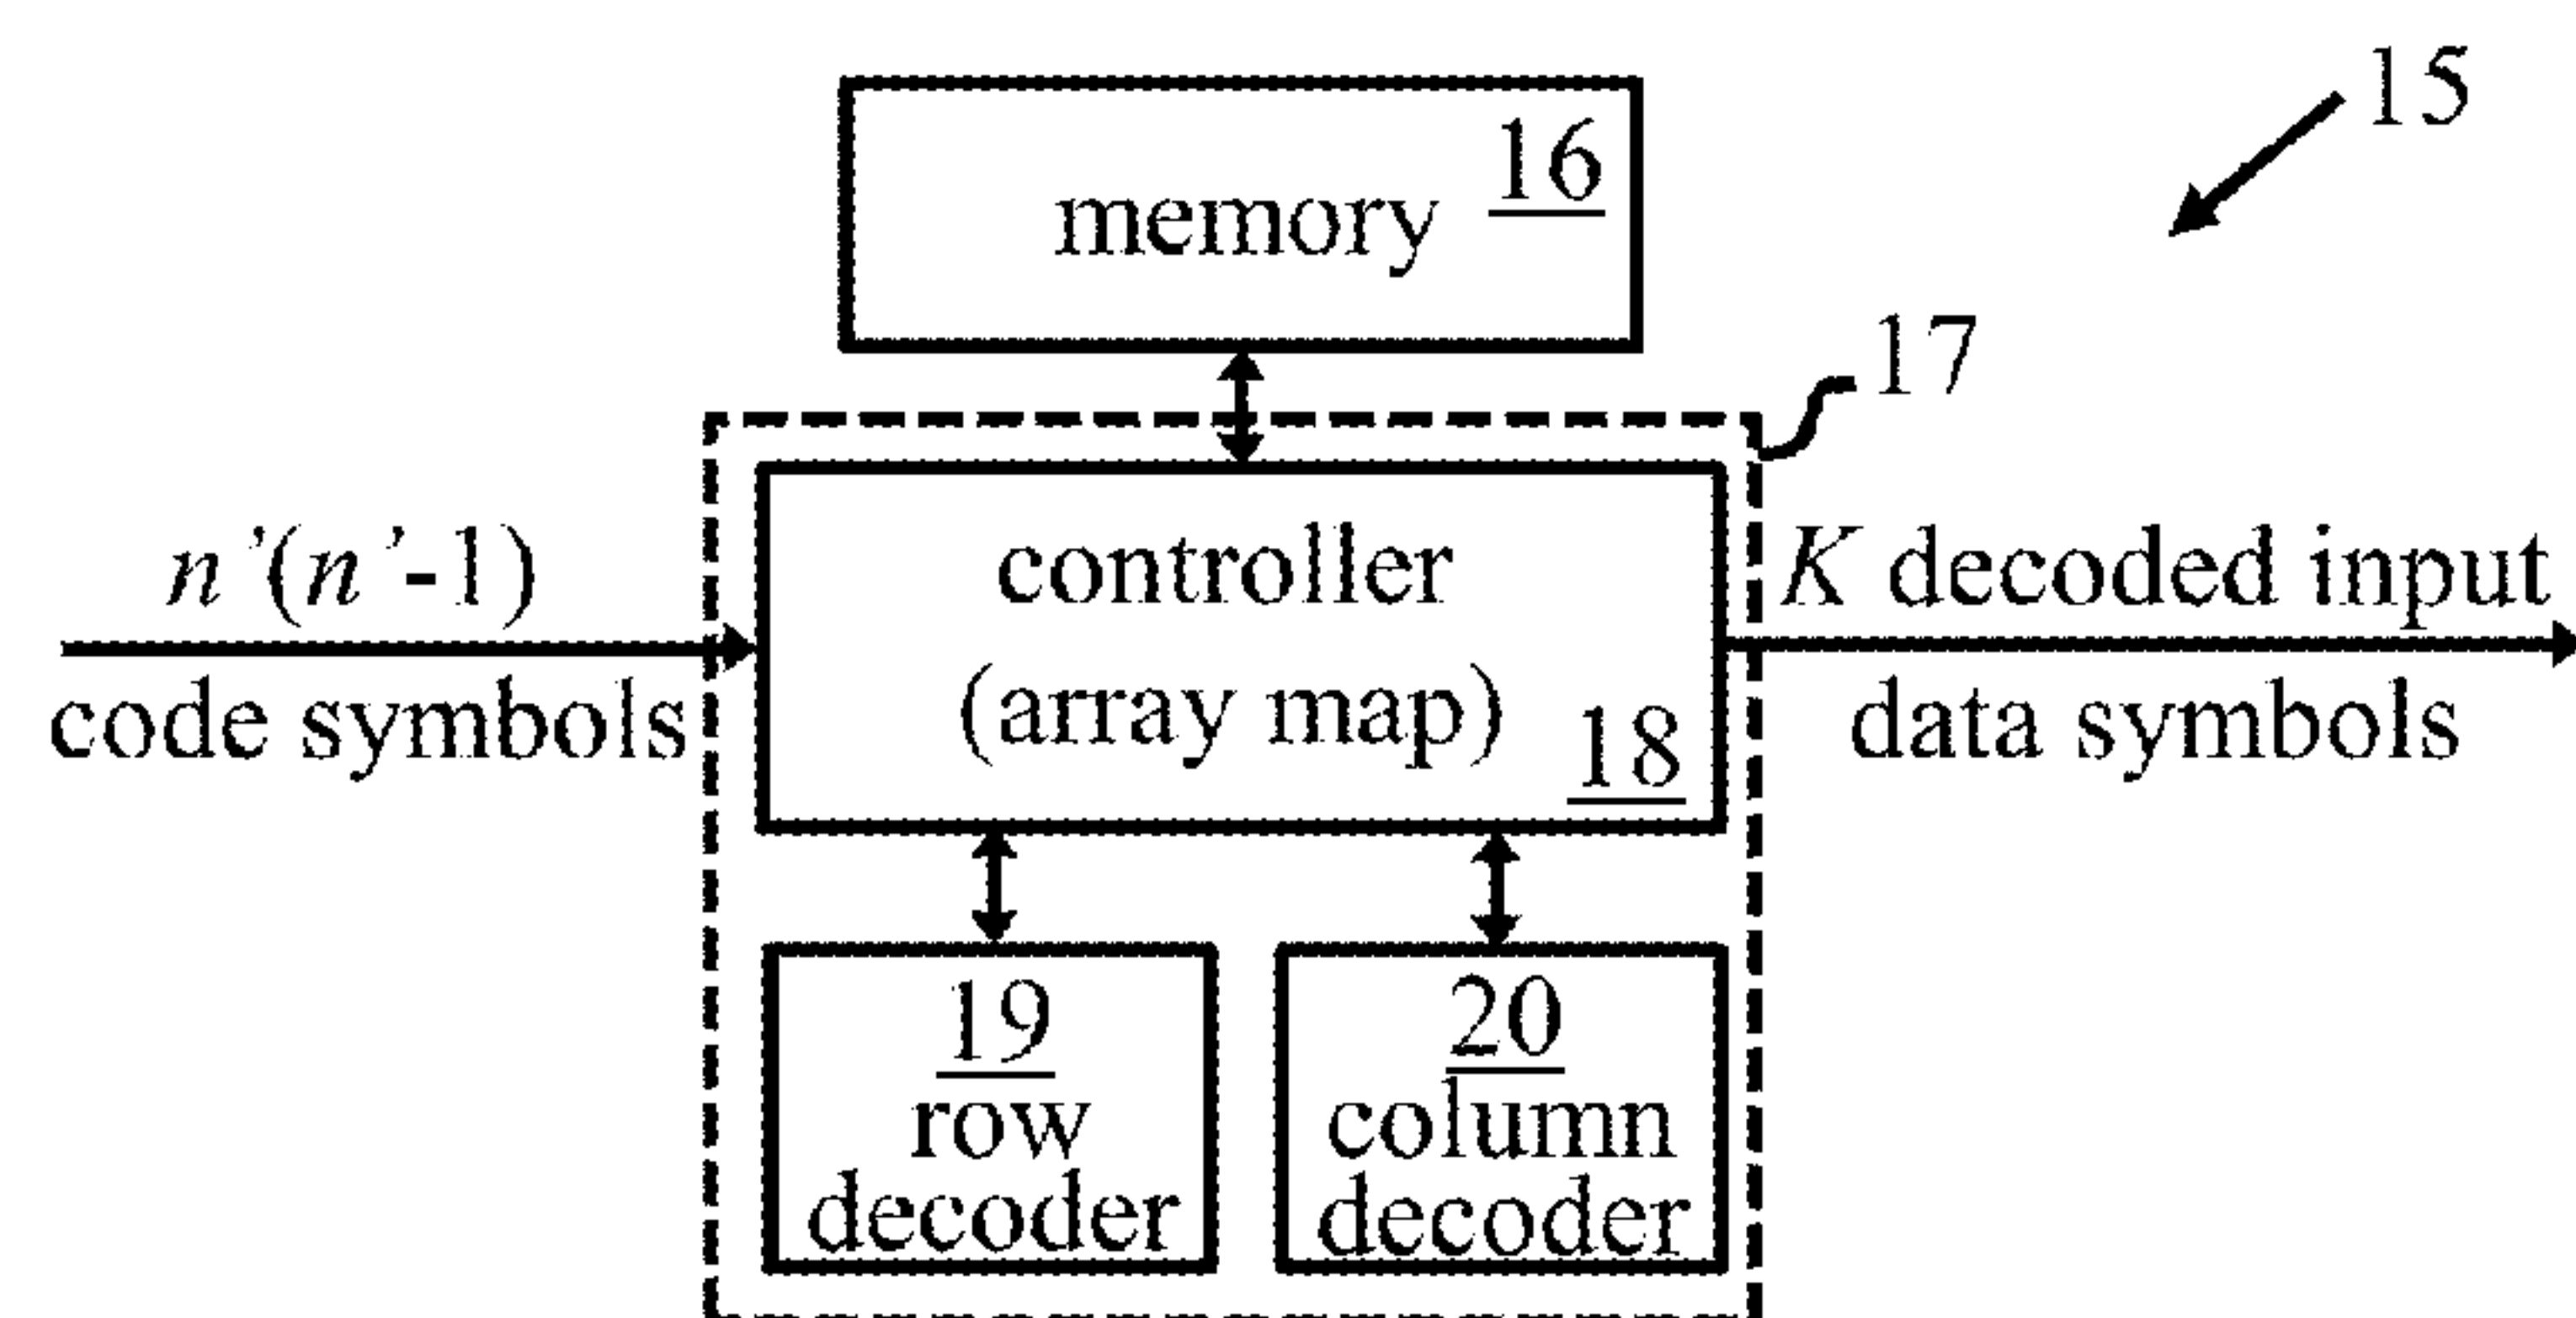 15
16
memory
17
n’(n’-1)
code symbols
controller
(array map)
18
K decoded input
data symbols
19
row
decoder
20
column
decoder